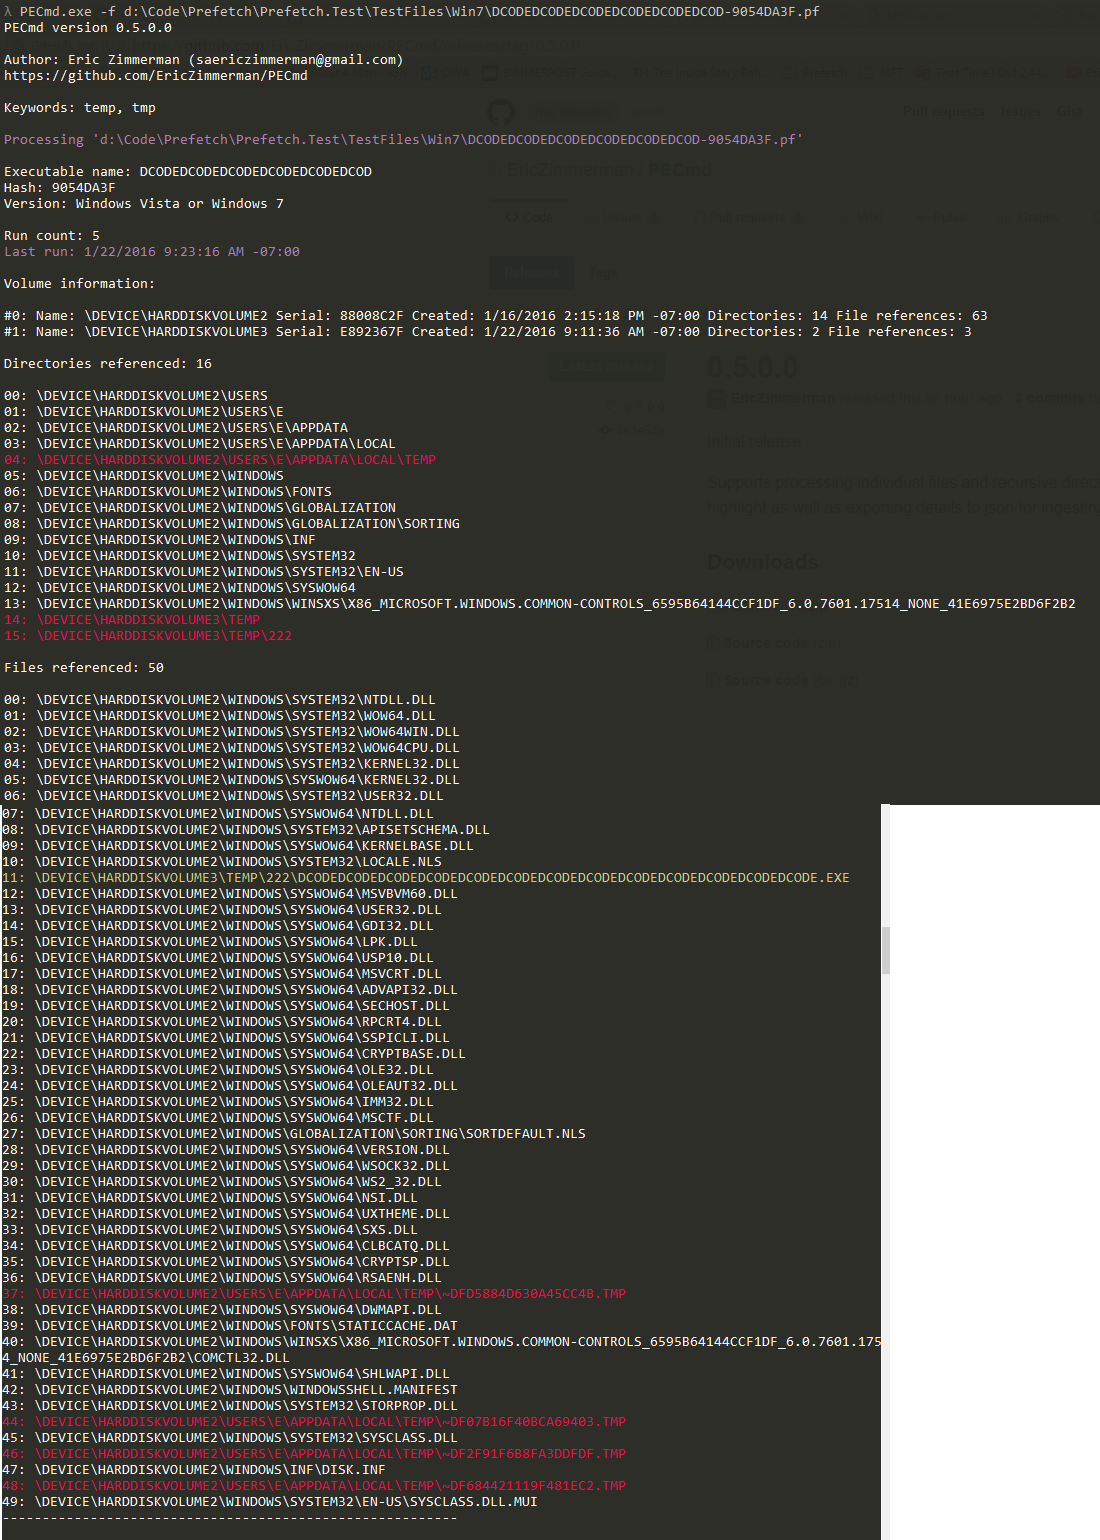 λ PECmd.exe -f d:\Code\Prefetch\Prefetch.Test\TestFiles\Win7\DCODEDCODEDCODEDCODEDCODEDCOD-9054DA3F.pf
PECmd version 0.5.0.0
Author: Eric Zimmerman (saericzimmerman@gmail.com)
https://github.com/EricZimmerman/PECmd
Keywords: temp, tmp
Processing 'd:\Code\Prefetch\Prefetch.Test\TestFiles\Win7\DCODEDCODEDCODEDCODEDCODEDCOD-9054DA3F.pf'
Executable name: DCODEDCODEDCODEDCODEDCODEDCOD
Hash: 9054DA3F
Version: Windows Vista or Windows 7
Run count: 5
Last run: 1/22/2016 9:23:16 AM -07:00
Volume information:
#0: Name: \DEVICE\HARDDISKVOLUME2 Serial: 88008C2F Created: 1/16/2016 2:15:18 PM -07:00 Directories: 14 File references: 63
#1: Name: \DEVICE\HARDDISKVOLUME3 Serial: E892367F Created: 1/22/2016 9:11:36 AM -07:00 Directories: 2 File references: 3
Directories referenced: 16
00: \DEVICE\HARDDISKVOLUME2\USERS
01: \DEVICE\HARDDISKVOLUME2\USERS\E
02: \DEVICE\HARDDISKVOLUME2\USERS\E\APPDATA
03: \DEVICE\HARDDISKVOLUME2\USERS\E\APPDATA\LOCAL
04: \DEVICE\HARDDISKVOLUME2\USERS\E\APPDATA\LOCAL\TEMP
05: \DEVICE\HARDDISKVOLUME2\WINDOWS
06: \DEVICE\HARDDISKVOLUME2\WINDOWS\FONTS
07: \DEVICE\HARDDISKVOLUME2\WINDOWS\GLOBALIZATION
08: \DEVICE\HARDDISKVOLUME2\WINDOWS\GLOBALIZATION\SORTING
09: \DEVICE\HARDDISKVOLUME2\WINDOWS\INF
10: \DEVICE\HARDDISKVOLUME2\WINDOWS\SYSTEM32
11: \DEVICE\HARDDISKVOLUME2\WINDOWS\SYSTEM32\EN-US
12: \DEVICE\HARDDISKVOLUME2\WINDOWS\SYSWOW64
13: \DEVICE\HARDDISKVOLUME2\WINDOWS\WINSXS\X86_MICROSOFT.WINDOWS.COMMON-CONTROLS_6595B64144CCF1DF_6.0.7601.17514_NONE_41E6975E2BD6F2B2
14: \DEVICE\HARDDISKVOLUME3\TEMP
15: \DEVICE\HARDDISKVOLUME3\TEMP\222
Files referenced: 50
00: \DEVICE\HARDDISKVOLUME2\WINDOWS\SYSTEM32\NTDLL.DLL
01: \DEVICE\HARDDISKVOLUME2\WINDOWS\SYSTEM32\WOW64.DLL
02: \DEVICE\HARDDISKVOLUME2\WINDOWS\SYSTEM32\WOW64WIN.DLL
03: \DEVICE\HARDDISKVOLUME2\WINDOWS\SYSTEM32\WOW64CPU.DLL
04: \DEVICE\HARDDISKVOLUME2\WINDOWS\SYSTEM32\KERNEL32.DLL
05: \DEVICE\HARDDISKVOLUME2\WINDOWS\SYSWOW64\KERNEL32.DLL
06: \DEVICE\HARDDISKVOLUME2\WINDOWS\SYSTEM32\USER32.DLL
07: \DEVICE\HARDDISKVOLUME2\WINDOWS\SYSWOW64\NTDLL.DLL
08: \DEVICE\HARDDISKVOLUME2\WINDOWS\SYSTEM32\APISETSCHEMA.DLL
09: \DEVICE\HARDDISKVOLUME2\WINDOWS\SYSWOW64\KERNELBASE.DLL
10: \DEVICE\HARDDISKVOLUME2\WINDOWS\SYSTEM32\LOCALE.NLS
11: \DEVICE\HARDDISKVOLUME3\TEMP\222\DCODEDCODEDCODEDCODEDCODEDCODEDCODEDCODEDCODEDCODEDCODEDCODEDCODE.EXE
12: \DEVICE\HARDDISKVOLUME2\WINDOWS\SYSWOW64\MSVBVM60.DLL
13: \DEVICE\HARDDISKVOLUME2\WINDOWS\SYSWOW64\USER32.DLL
14: \DEVICE\HARDDISKVOLUME2\WINDOWS\SYSWOW64\GDI32.DLL
15: \DEVICE\HARDDISKVOLUME2\WINDOWS\SYSWOW64\LPK.DLL
16: \DEVICE\HARDDISKVOLUME2\WINDOWS\SYSWOW64\USP10.DLL
17: \DEVICE\HARDDISKVOLUME2\WINDOWS\SYSWOW64\MSVCRT.DLL
18: \DEVICE\HARDDISKVOLUME2\WINDOWS\SYSWOW64\ADVAPI32.DLL
19: \DEVICE\HARDDISKVOLUME2\WINDOWS\SYSWOW64\SECHOST.DLL
20: \DEVICE\HARDDISKVOLUME2\WINDOWS\SYSWOW64\RPCRT4.DLL
21: \DEVICE\HARDDISKVOLUME2\WINDOWS\SYSWOW64\SSPICLI.DLL
22: \DEVICE\HARDDISKVOLUME2\WINDOWS\SYSWOW64\CRYPTBASE.DLL
23: \DEVICE\HARDDISKVOLUME2\WINDOWS\SYSWOW64\OLE32.DLL
24: \DEVICE\HARDDISKVOLUME2\WINDOWS\SYSWOW64\OLEAUT32.DLL
25: \DEVICE\HARDDISKVOLUME2\WINDOWS\SYSWOW64\IMM32.DLL
26: \DEVICE\HARDDISKVOLUME2\WINDOWS\SYSWOW64\MSCTF.DLL
27: \DEVICE\HARDDISKVOLUME2\WINDOWS\GLOBALIZATION\SORTING\SORTDEFAULT.NLS
28: \DEVICE\HARDDISKVOLUME2\WINDOWS\SYSWOW64\VERSION.DLL
29: \DEVICE\HARDDISKVOLUME2\WINDOWS\SYSWOW64\WSOCK32.DLL
30: \DEVICE\HARDDISKVOLUME2\WINDOWS\SYSWOW64\WS2_32.DLL
31: \DEVICE\HARDDISKVOLUME2\WINDOWS\SYSWOW64\NSI.DLL
32: \DEVICE\HARDDISKVOLUME2\WINDOWS\SYSWOW64\UXTHEME.DLL
33: \DEVICE\HARDDISKVOLUME2\WINDOWS\SYSWOW64\SXS.DLL
34: \DEVICE\HARDDISKVOLUME2\WINDOWS\SYSWOW64\CLBCATQ.DLL
35: \DEVICE\HARDDISKVOLUME2\WINDOWS\SYSWOW64\CRYPTSP.DLL
36: \DEVICE\HARDDISKVOLUME2\WINDOWS\SYSWOW64\RSAENH.DLL
37: \DEVICE\HARDDISKVOLUME2\USERS\E\APPDATA\LOCAL\TEMP\~DFD5884D630A45CC4B.TMP
38: \DEVICE\HARDDISKVOLUME2\WINDOWS\SYSWOW64\DWMAPI.DLL
39: \DEVICE\HARDDISKVOLUME2\WINDOWS\FONTS\STATICCACHE.DAT
40: \DEVICE\HARDDISKVOLUME2\WINDOWS\WINSXS\X86_MICROSOFT.WINDOWS.COMMON-CONTROLS_6595B64144CCF1DF_6.0.7601.175
4_NONE_41E6975E2BD6F2B2\COMCTL32.DLL
41: \DEVICE\HARDDISKVOLUME2\WINDOWS\SYSWOW64\SHLWAPI.DLL
42: \DEVICE\HARDDISKVOLUME2\WINDOWS\WINDOWSSHELL.MANIFEST
43: \DEVICE\HARDDISKVOLUME2\WINDOWS\SYSTEM32\STORPROP.DLL
44: \DEVICE\HARDDISKVOLUME2\USERS\E\APPDATA\LOCAL\TEMP\~DF07B16F40BCA69403.TMP
45: \DEVICE\HARDDISKVOLUME2\WINDOWS\SYSTEM32\SYSCLASS.DLL
46: \DEVICE\HARDDISKVOLUME2\USERS\E\APPDATA\LOCAL\TEMP\~DF2F91F6B8FA3DDFDF.TMP
47: \DEVICE\HARDDISKVOLUME2\WINDOWS\INF\DISK.INF
48: \DEVICE\HARDDISKVOLUME2\USERS\E\APPDATA\LOCAL\TEMP\~DF684421119F481EC2.TMP
49: \DEVICE\HARDDISKVOLUME2\WINDOWS\SYSTEM32\EN-US\SYSCLASS.DLL.MUI
---------------------------------------------------------